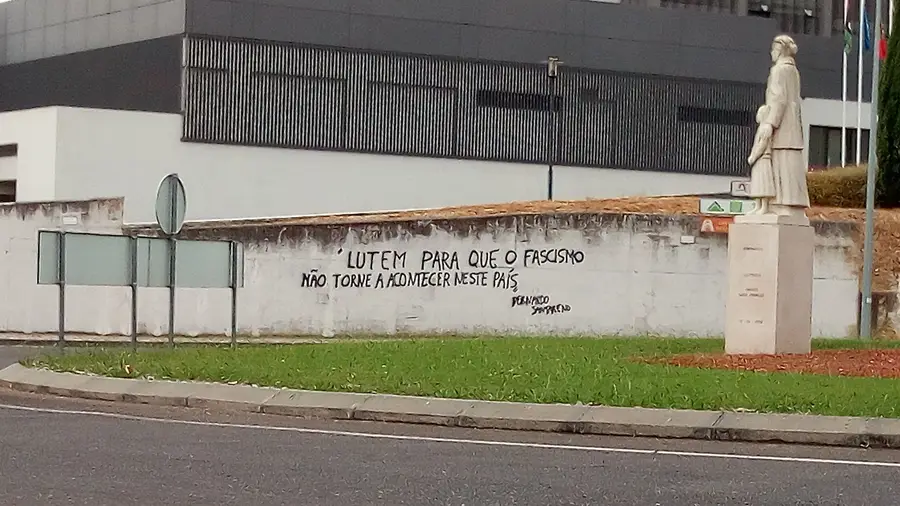 "LUTEM PARA QUE O FASCISMO
NÃO TORNE A ACONTECER NESTE PAÍS"
BERNARDO
SANTARENO